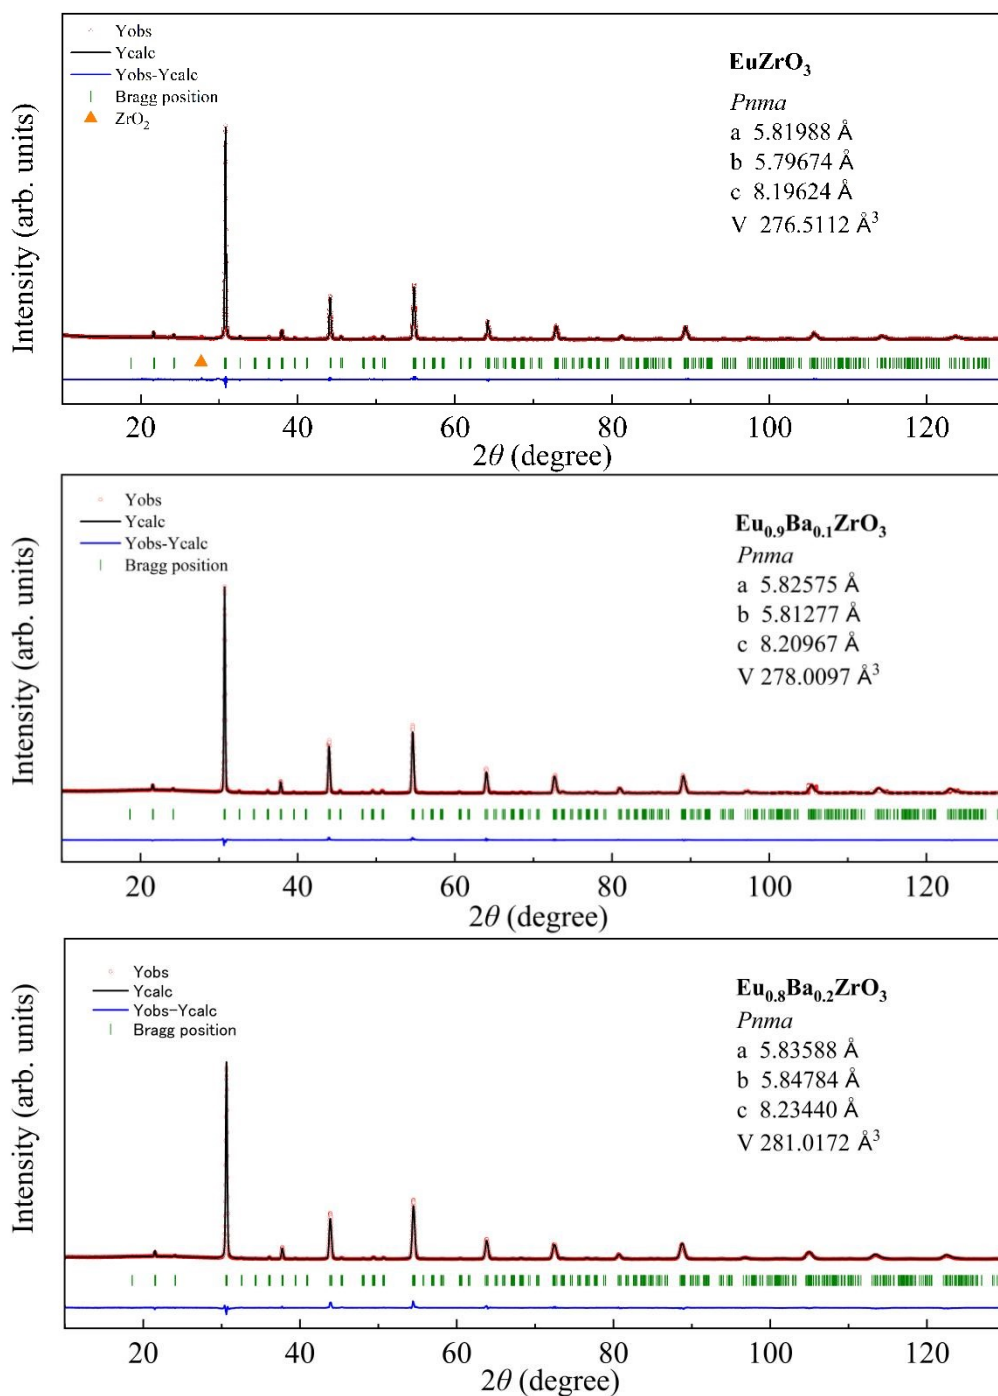 Yobs
Ycalc
Yobs-Ycalc
Bragg position
ZrO₂
EuZrO₃
Pnma
a 5.81988 Å
b 5.79674 Å
c 8.19624 Å
V 276.5112 Å³
Intensity (arb. units)
20 40 60 80 100 120
2θ (degree)
Yobs
Ycalc
Yobs-Ycalc
Bragg position
Eu₀.₉Ba₀.₁ZrO₃
Pnma
a 5.82575 Å
b 5.81277 Å
c 8.20967 Å
V 278.0097 Å³
Intensity (arb. units)
20 40 60 80 100 120
2θ (degree)
Yobs
Ycalc
Yobs-Ycalc
Bragg position
Eu₀.₈Ba₀.₂ZrO₃
Pnma
a 5.83588 Å
b 5.84784 Å
c 8.23440 Å
V 281.0172 Å³
Intensity (arb. units)
20 40 60 80 100 120
2θ (degree)